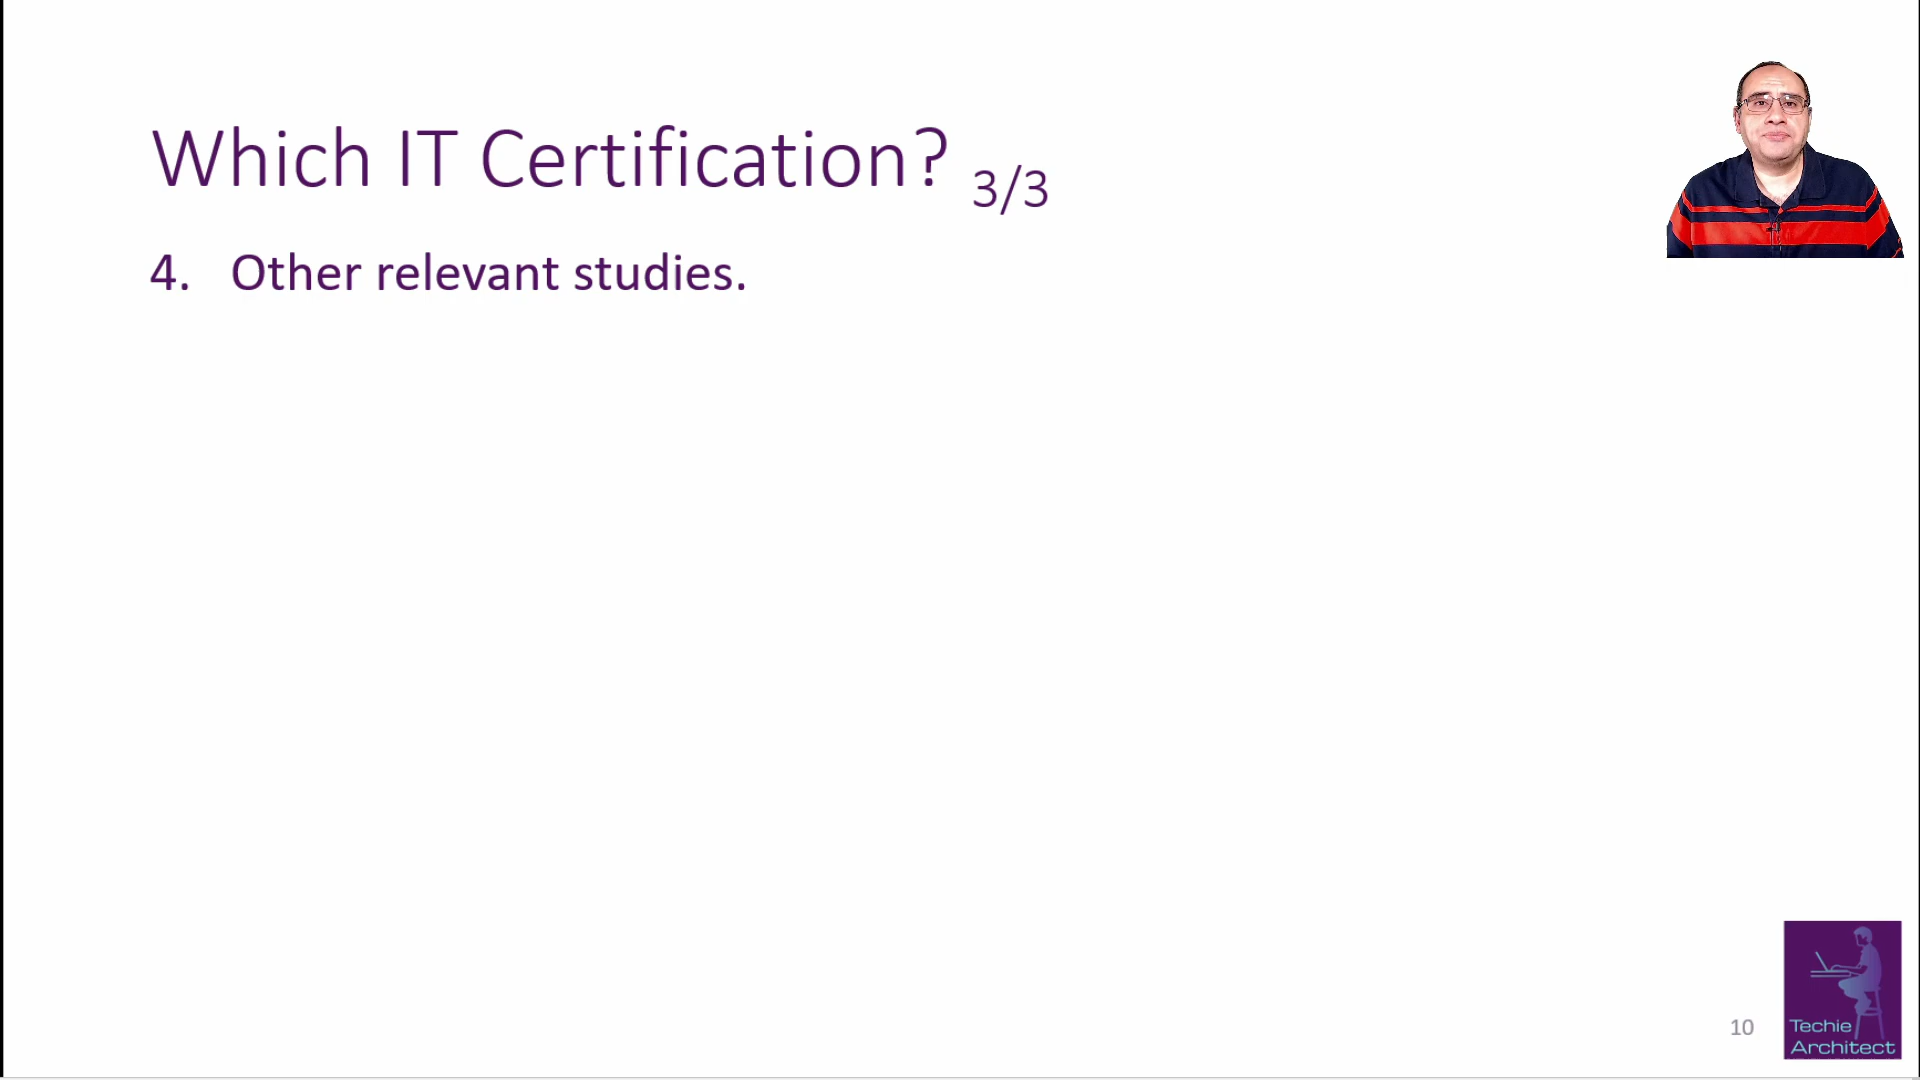 Which IT Certification? 3/3
4. Other relevant studies.
10
Techie
Architect